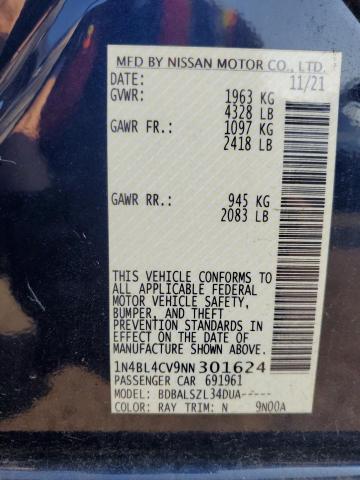 MFD BY NISSAN MOTOR CO., LTD.
DATE: 11/21
GVWR: 1963 KG
4328 LB
GAWR FR.: 1097 KG
2418 LB
GAWR RR.: 945 KG
2083 LB
THIS VEHICLE CONFORMS TO
ALL APPLICABLE FEDERAL
MOTOR VEHICLE SAFETY,
BUMPER, AND THEFT
PREVENTION STANDARDS IN
EFFECT ON THE DATE OF
MANUFACTURE SHOWN ABOVE.
1N4BL4CV9NN301624
PASSENGER CAR 691961
MODEL: BDBALSZL34DUA-----
COLOR: RAY TRIM: N 9N00A